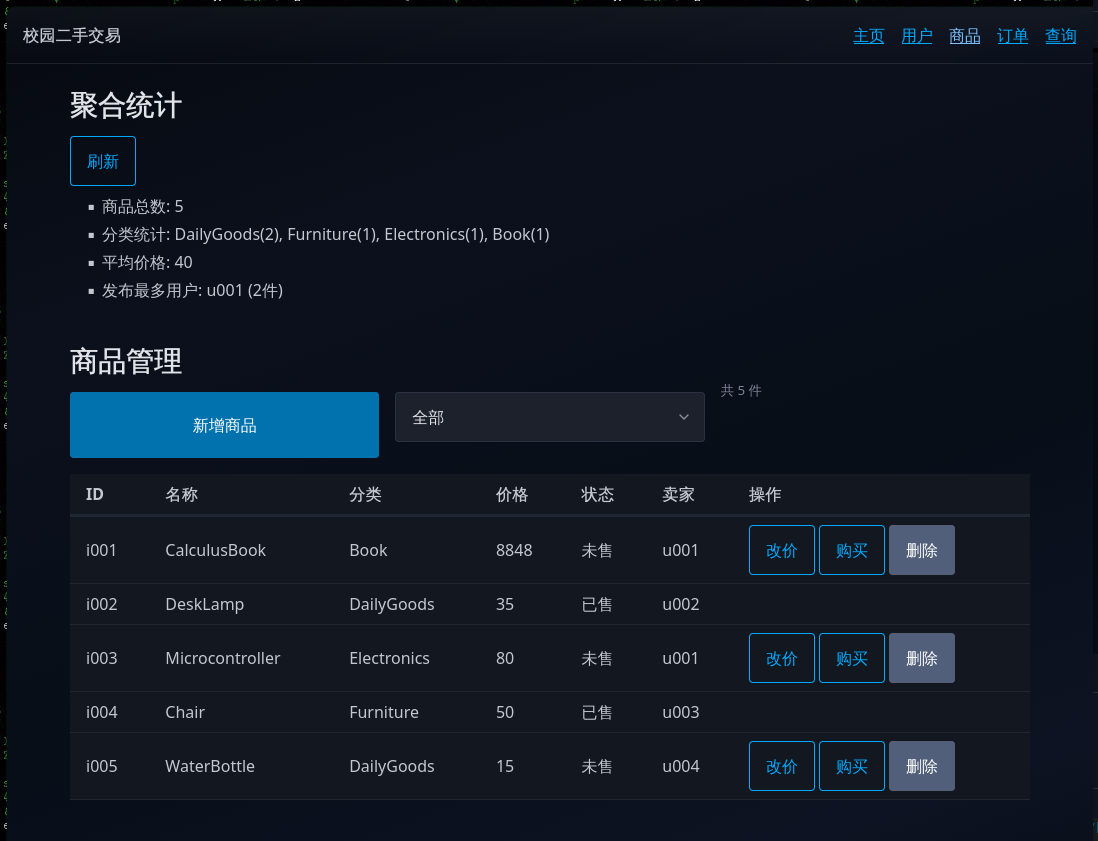 校园二手交易 主页 用户 商品 订单 查询
聚合统计
刷新
▪ 商品总数: 5
▪ 分类统计: DailyGoods(2), Furniture(1), Electronics(1), Book(1)
▪ 平均价格: 40
▪ 发布最多用户: u001 (2件)
商品管理
新增商品 全部 共 5 件
ID 名称 分类 价格 状态 卖家 操作
i001 CalculusBook Book 8848 未售 u001 改价 购买 删除
i002 DeskLamp DailyGoods 35 已售 u002
i003 Microcontroller Electronics 80 未售 u001 改价 购买 删除
i004 Chair Furniture 50 已售 u003
i005 WaterBottle DailyGoods 15 未售 u004 改价 购买 删除